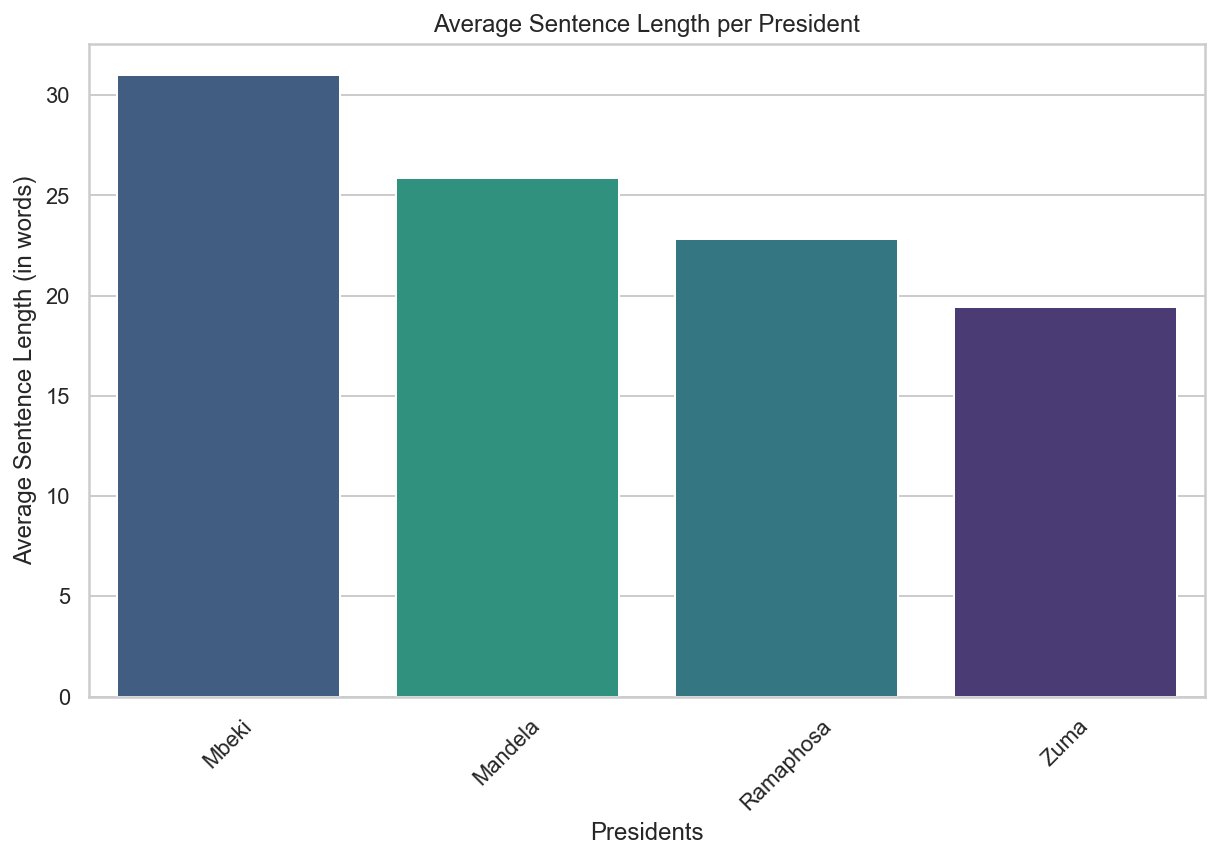 Average Sentence Length per President
Average Sentence Length (in words)
30
25
20
15
10
5
0
Mbeki
Mandela
Ramaphosa
Zuma
Presidents